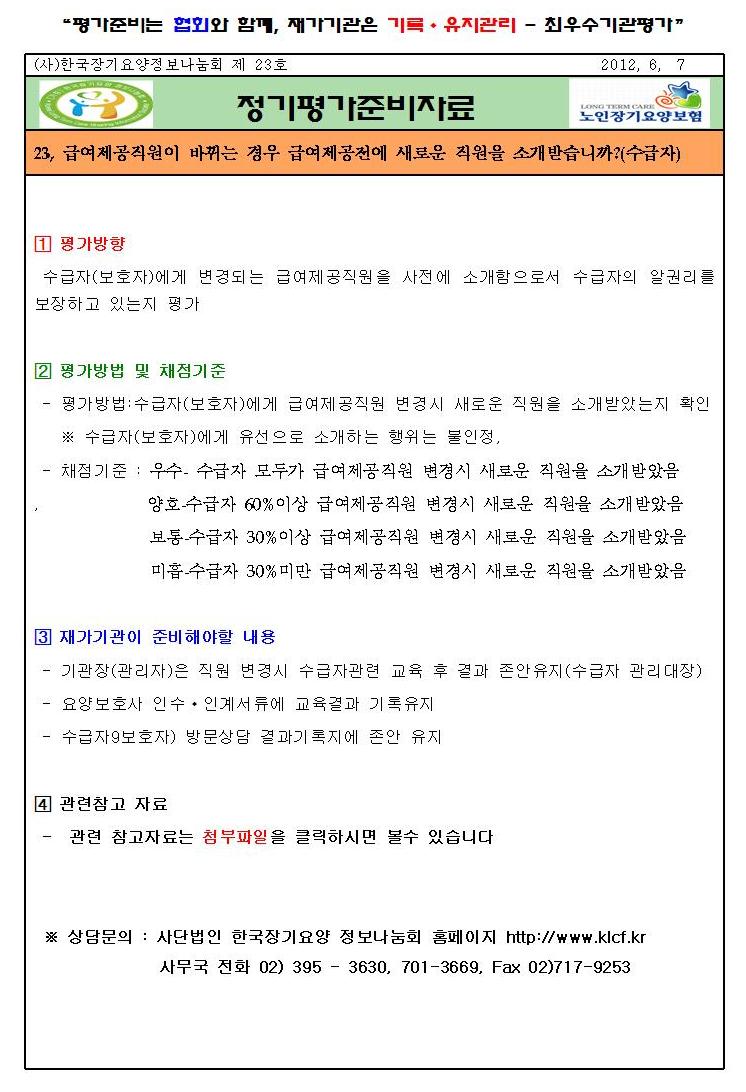 “평가준비는 협회와 함께, 재가기관은 기록·유지관리 - 최우수기관평가”
(사)한국장기요양정보나눔회 제 23호 2012, 6, 7
정기평가준비자료
LONG TERM CARE
노인장기요양보험
23, 급여제공직원이 바뀌는 경우 급여제공전에 새로운 직원을 소개받습니까?(수급자)
1 평가방향
수급자(보호자)에게 변경되는 급여제공직원을 사전에 소개함으로서 수급자의 알권리를
보장하고 있는지 평가
2 평가방법 및 채점기준
- 평가방법:수급자(보호자)에게 급여제공직원 변경시 새로운 직원을 소개받았는지 확인
※ 수급자(보호자)에게 유선으로 소개하는 행위는 불인정,
- 채점기준 : 우수- 수급자 모두가 급여제공직원 변경시 새로운 직원을 소개받았음
, 양호-수급자 60%이상 급여제공직원 변경시 새로운 직원을 소개받았음
보통-수급자 30%이상 급여제공직원 변경시 새로운 직원을 소개받았음
미흡-수급자 30%미만 급여제공직원 변경시 새로운 직원을 소개받았음
3 재가기관이 준비해야할 내용
- 기관장(관리자)은 직원 변경시 수급자관련 교육 후 결과 존안유지(수급자 관리대장)
- 요양보호사 인수·인계서류에 교육결과 기록유지
- 수급자9보호자) 방문상담 결과기록지에 존안 유지
4 관련참고 자료
- 관련 참고자료는 첨부파일을 클릭하시면 볼수 있습니다
※ 상담문의 : 사단법인 한국장기요양 정보나눔회 홈페이지 http://www.klcf.kr
사무국 전화 02) 395 - 3630, 701-3669, Fax 02)717-9253